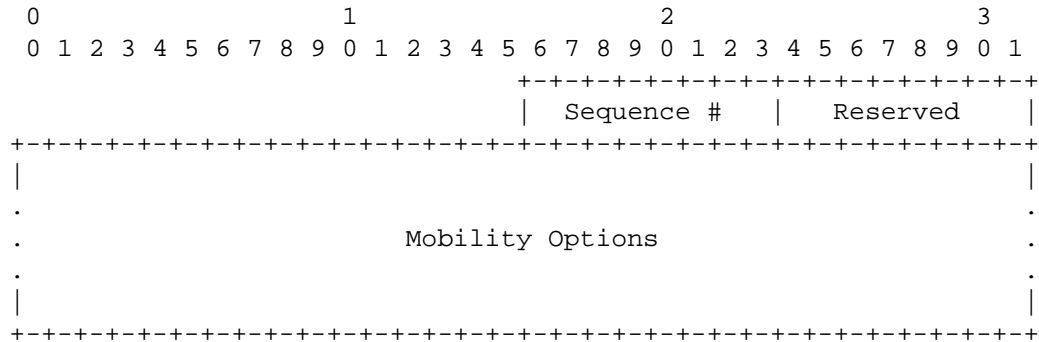 0                   1                   2                   3
 0 1 2 3 4 5 6 7 8 9 0 1 2 3 4 5 6 7 8 9 0 1 2 3 4 5 6 7 8 9 0 1
                                +-+-+-+-+-+-+-+-+-+-+-+-+-+-+-+-+
                                |  Sequence #   |   Reserved    |
+-+-+-+-+-+-+-+-+-+-+-+-+-+-+-+-+-+-+-+-+-+-+-+-+-+-+-+-+-+-+-+-+
|                                                               |
.                                                               .
.                        Mobility Options                       .
.                                                               .
|                                                               |
+-+-+-+-+-+-+-+-+-+-+-+-+-+-+-+-+-+-+-+-+-+-+-+-+-+-+-+-+-+-+-+-+